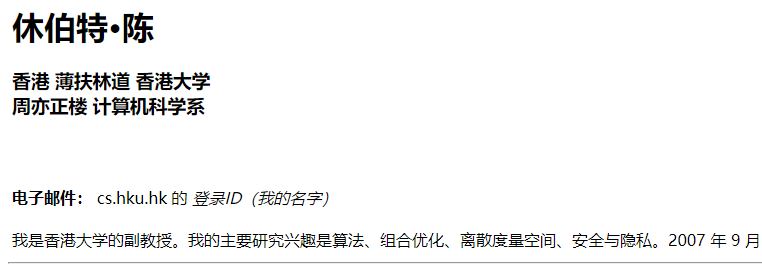 休伯特•陈
香港 薄扶林道 香港大学
周亦正楼 计算机科学系
电子邮件： cs.hku.hk 的 登录ID（我的名字）
我是香港大学的副教授。我的主要研究兴趣是算法、组合优化、离散度量空间、安全与隐私。2007 年 9 月